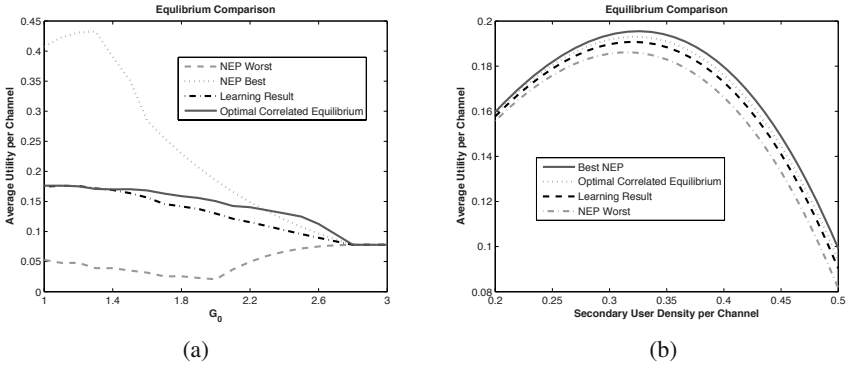 Equlibrium Comparison
0.45
0.4
0.35
0.3
0.25
0.2
0.15
0.1
0.05
0
Average Utility per Channel
NEP Worst
NEP Best
Learning Result
Optimal Correlated Equilibrium
1
1.4
1.8
2.2
2.6
3
G0
(a)
Equilibrium Comparison
0.2
0.18
0.16
0.14
0.12
0.1
0.08
Average Utility per Channel
Best NEP
Optimal Correlated Equilibrium
Learning Result
NEP Worst
0.2
0.25
0.3
0.35
0.4
0.45
0.5
Secondary User Density per Channel
(b)